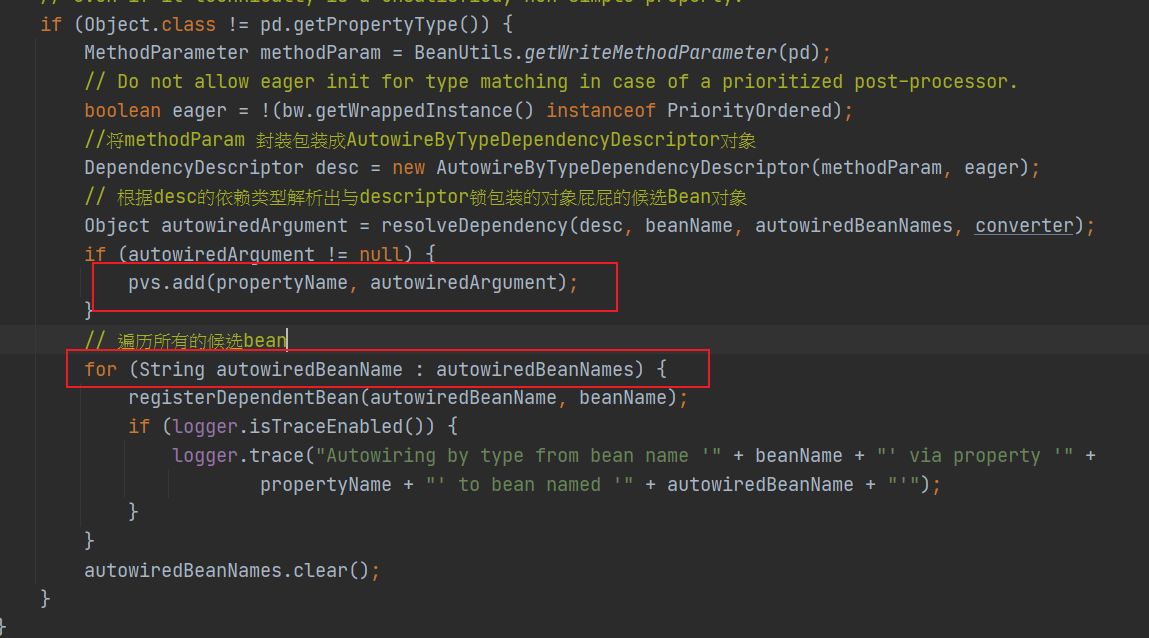 if (Object.class != pd.getPropertyType()) {
MethodParameter methodParam = BeanUtils.getWriteMethodParameter(pd);
// Do not allow eager init for type matching in case of a prioritized post-processor.
boolean eager = !(bw.getWrappedInstance() instanceof PriorityOrdered);
//将methodParam 封装包装成AutowireByTypeDependencyDescriptor对象
DependencyDescriptor desc = new AutowireByTypeDependencyDescriptor(methodParam, eager);
// 根据desc的依赖类型解析出与descriptor锁包装的对象屁屁的候选Bean对象
Object autowiredArgument = resolveDependency(desc, beanName, autowiredBeanNames, converter);
if (autowiredArgument != null) {
pvs.add(propertyName, autowiredArgument);
}
// 遍历所有的候选bean
for (String autowiredBeanName : autowiredBeanNames) {
registerDependentBean(autowiredBeanName, beanName);
if (logger.isTraceEnabled()) {
logger.trace("Autowiring by type from bean name '" + beanName + "' via property '" +
propertyName + "' to bean named '" + autowiredBeanName + "'");
}
}
autowiredBeanNames.clear();
}
}